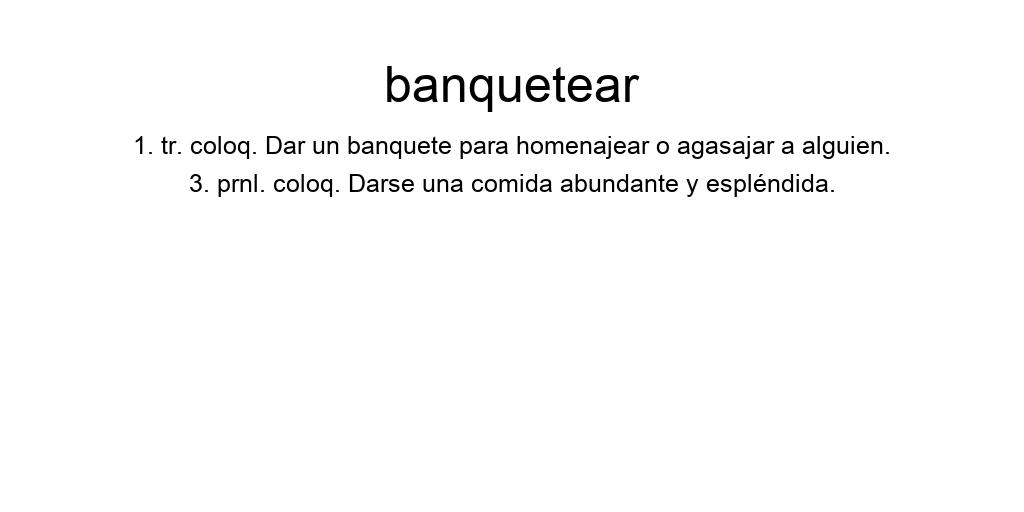 banquetear
1. tr. coloq. Dar un banquete para homenajear o agasajar a alguien.
3. prnl. coloq. Darse una comida abundante y espléndida.